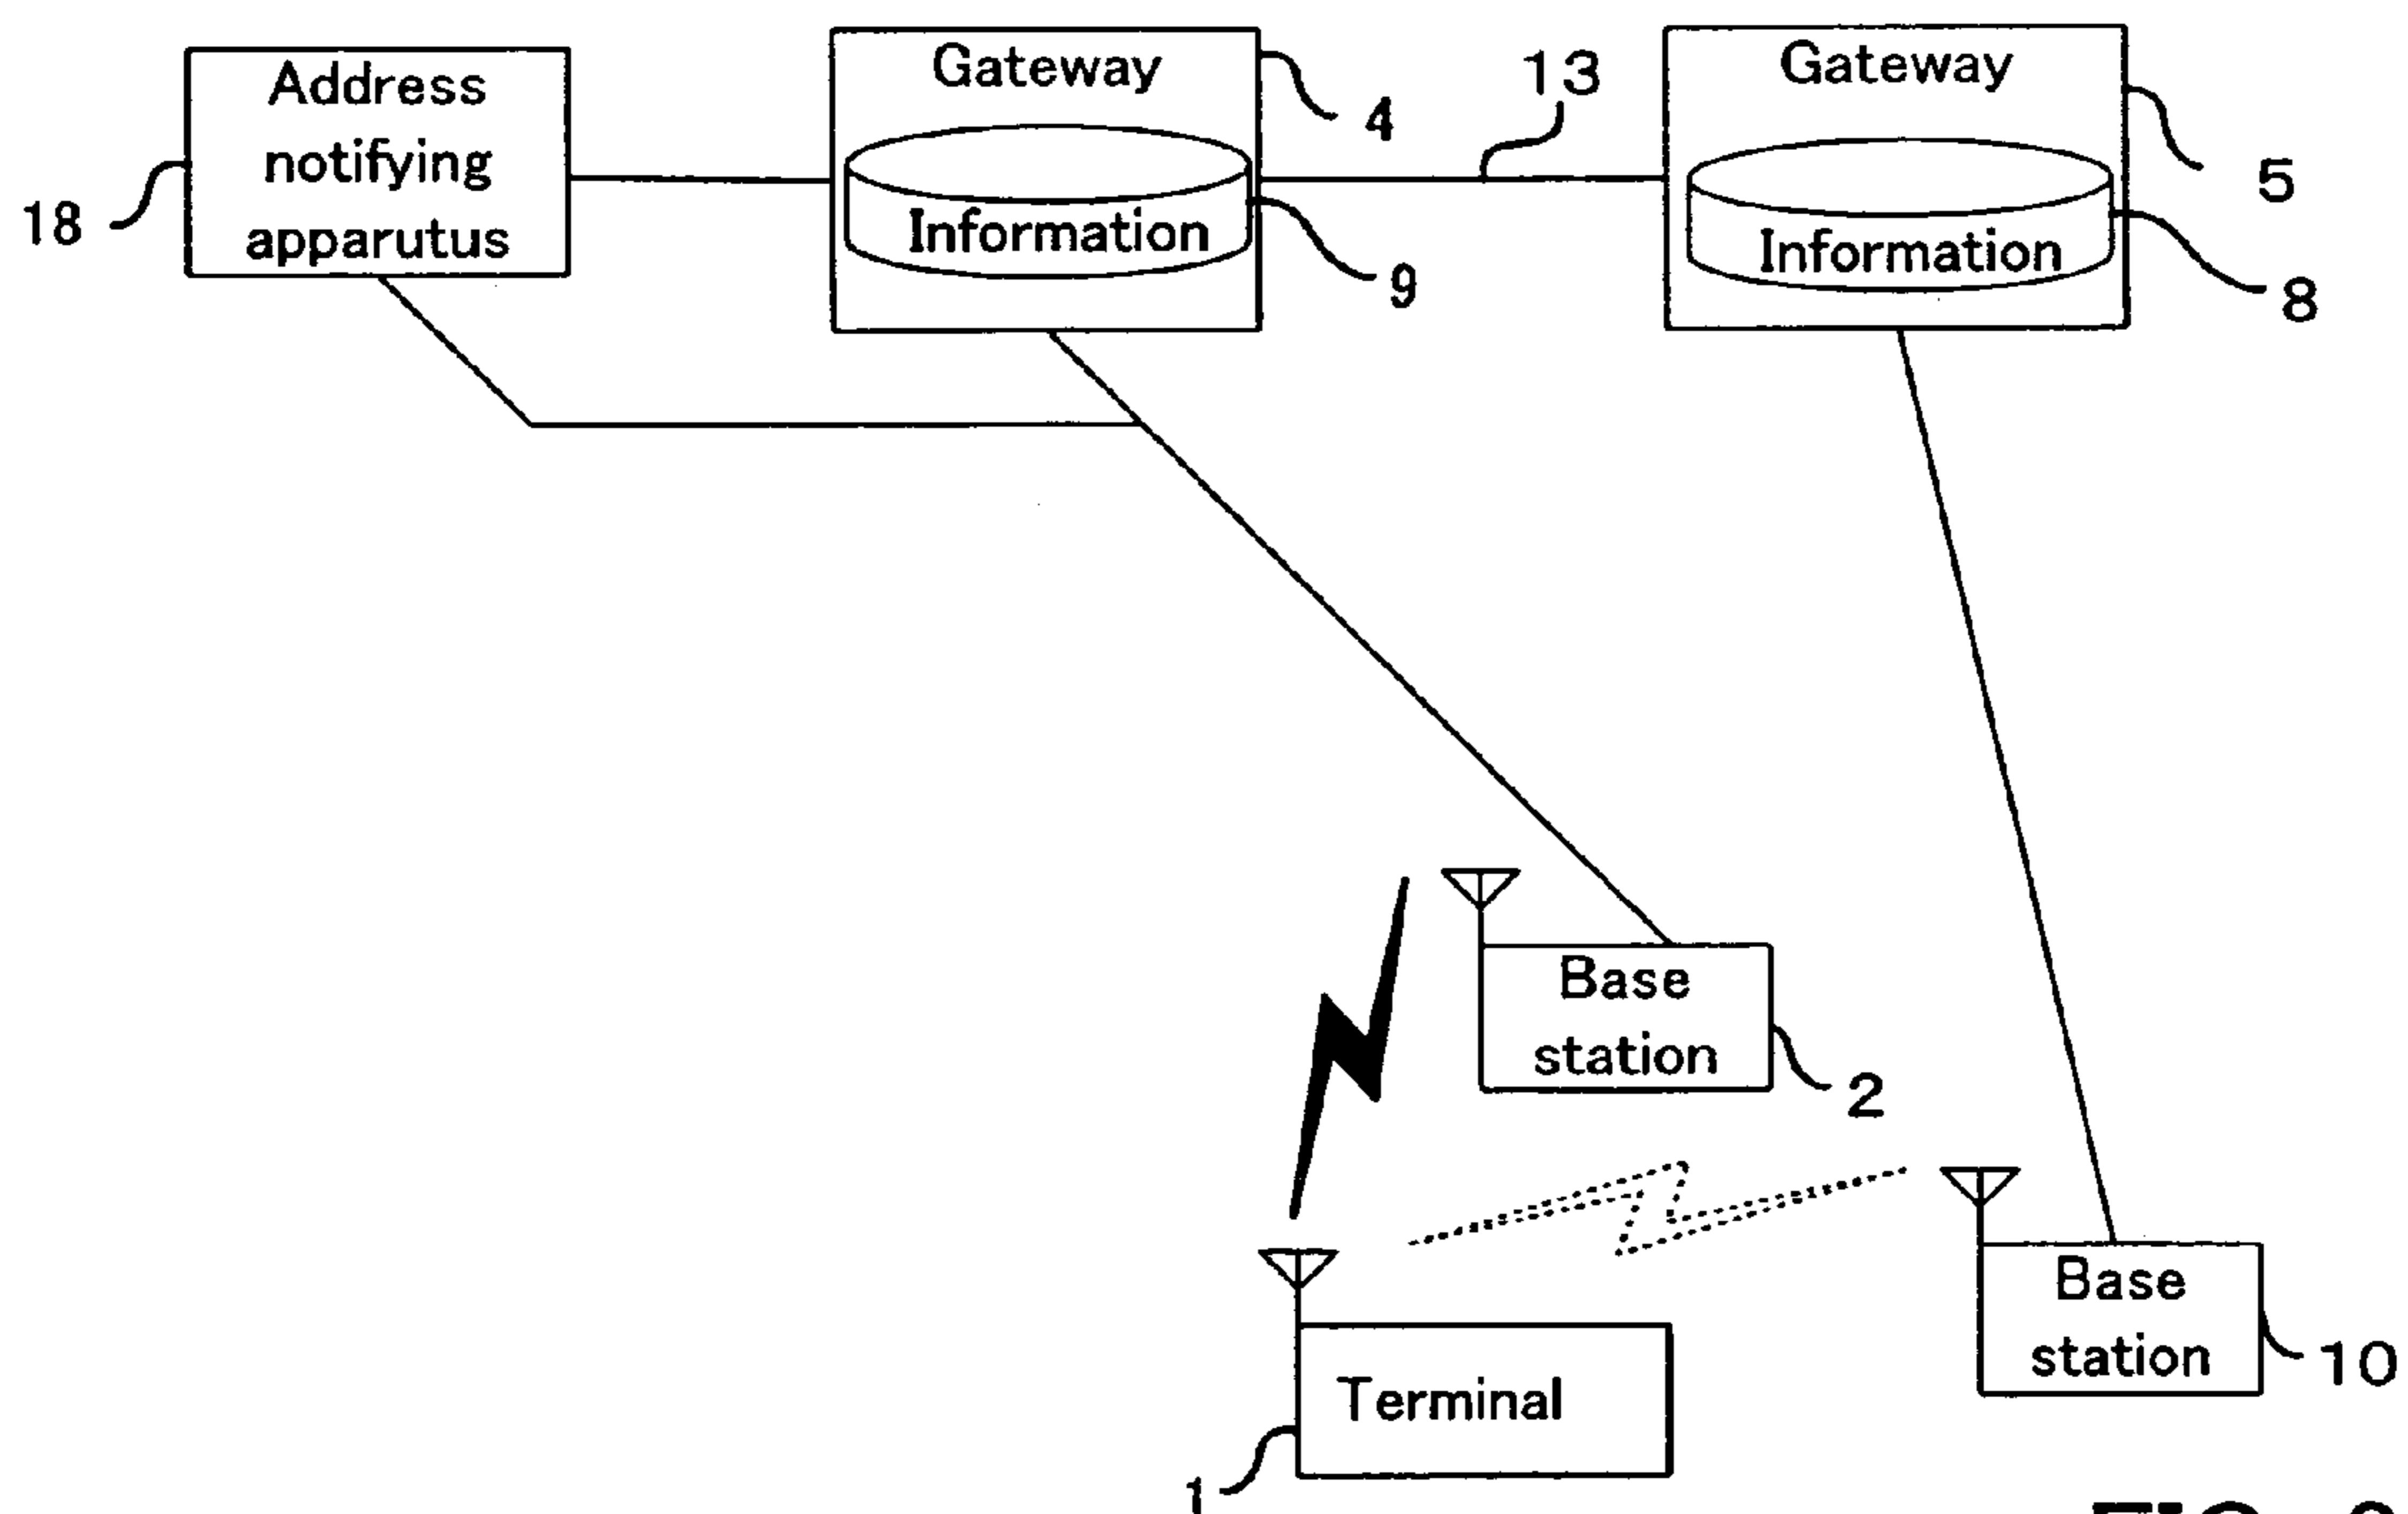 Address
notifying
apparutus
18
Gateway
Information
4
9
13
Gateway
Information
5
8
Base
station
2
Base
station
10
Terminal
1